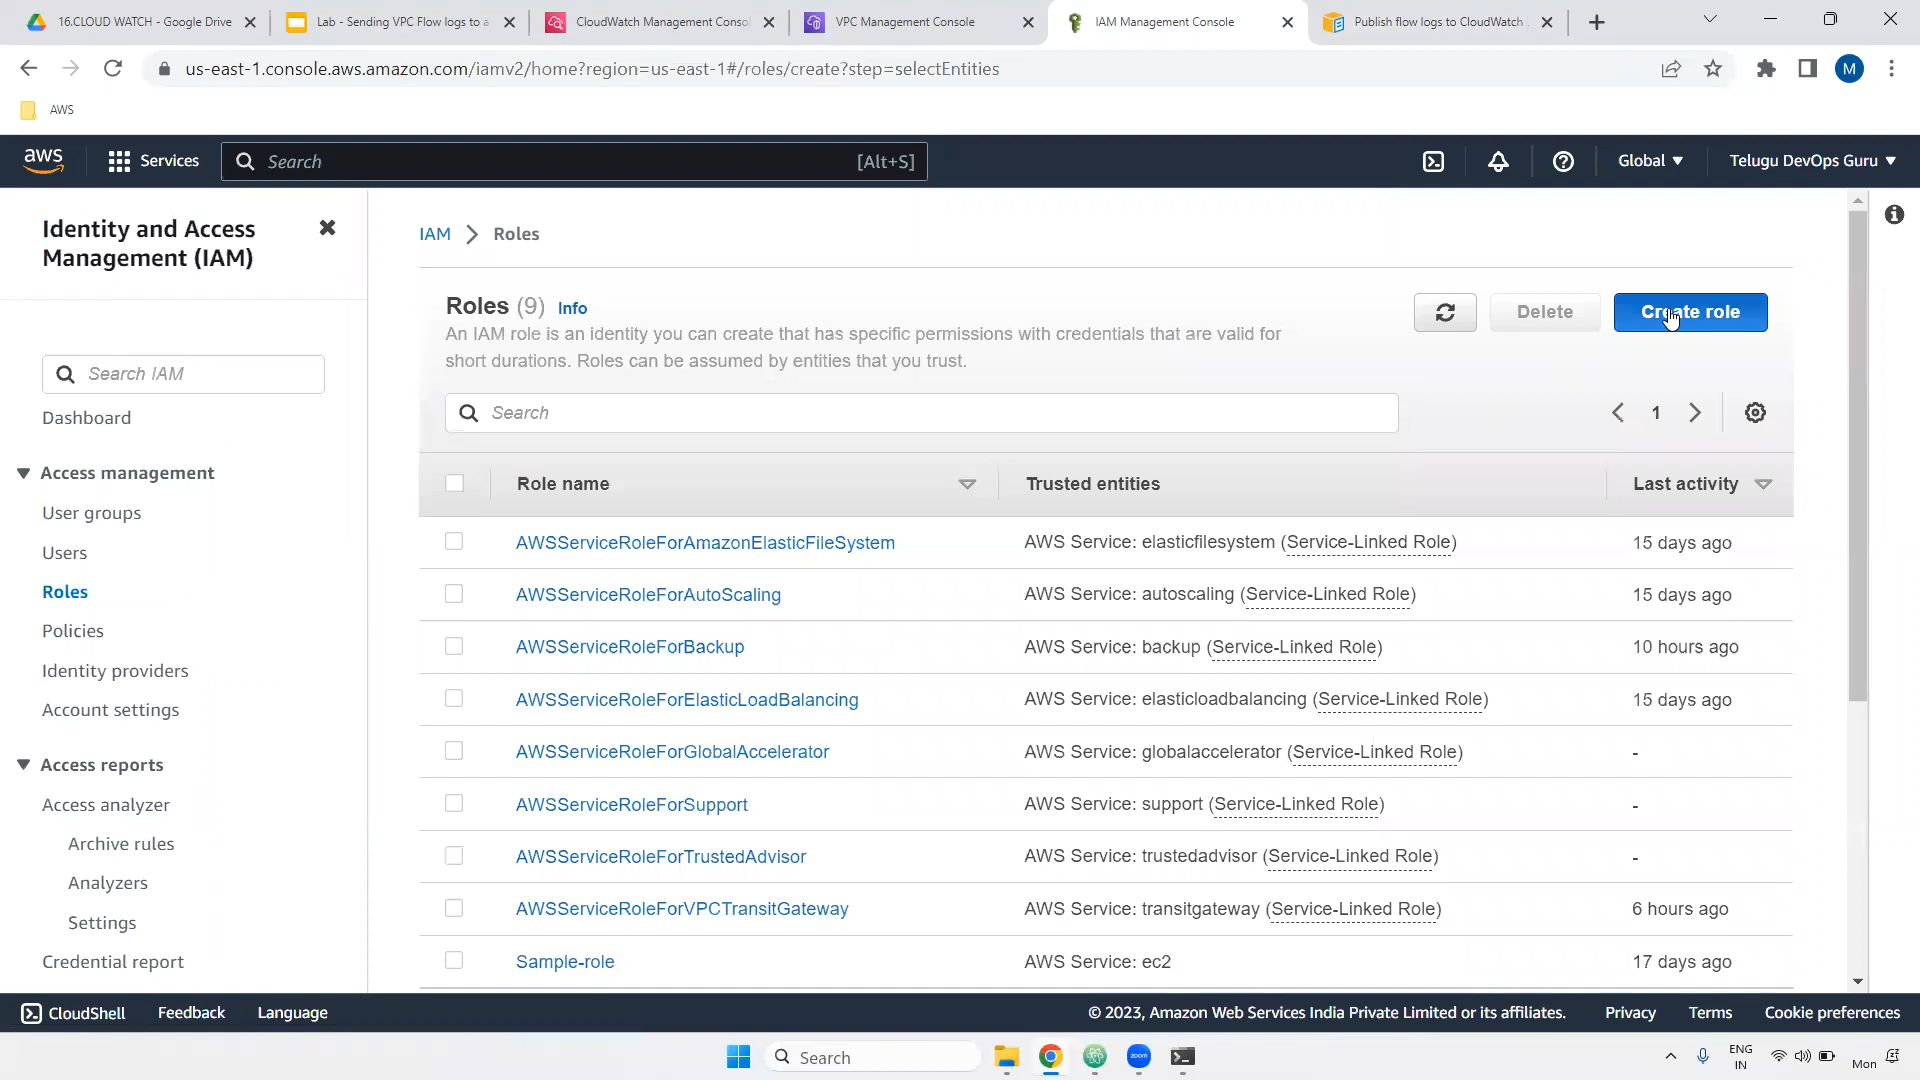 16.CLOUD WATCH - Google Drive
Lab - Sending VPC Flow logs to a
CloudWatch Management Conso
VPC Management Console
IAM Management Console
Publish flow logs to CloudWatch
us-east-1.console.aws.amazon.com/iamv2/home?region=us-east-1#/roles/create?step=selectEntities
M
AWS
aws
Services
Search
[Alt+S]
Global
Telugu DevOps Guru
Identity and Access
Management (IAM)
Search IAM
Dashboard
Access management
User groups
Users
Roles
Policies
Identity providers
Account settings
Access reports
Access analyzer
Archive rules
Analyzers
Settings
Credential report
IAM > Roles
Roles (9) Info
An IAM role is an identity you can create that has specific permissions with credentials that are valid for
short durations. Roles can be assumed by entities that you trust.
Delete
Create role
Search
1
Role name
Trusted entities
Last activity
AWSServiceRoleForAmazonElasticFileSystem
AWS Service: elasticfilesystem (Service-Linked Role)
15 days ago
AWSServiceRoleForAutoScaling
AWS Service: autoscaling (Service-Linked Role)
15 days ago
AWSServiceRoleForBackup
AWS Service: backup (Service-Linked Role)
10 hours ago
AWSServiceRoleForElasticLoadBalancing
AWS Service: elasticloadbalancing (Service-Linked Role)
15 days ago
AWSServiceRoleForGlobalAccelerator
AWS Service: globalaccelerator (Service-Linked Role)
-
AWSServiceRoleForSupport
AWS Service: support (Service-Linked Role)
-
AWSServiceRoleForTrustedAdvisor
AWS Service: trustedadvisor (Service-Linked Role)
-
AWSServiceRoleForVPCTransitGateway
AWS Service: transitgateway (Service-Linked Role)
6 hours ago
Sample-role
AWS Service: ec2
17 days ago
CloudShell
Feedback
Language
© 2023, Amazon Web Services India Private Limited or its affiliates.
Privacy
Terms
Cookie preferences
Search
zoom
ENG
IN
Mon